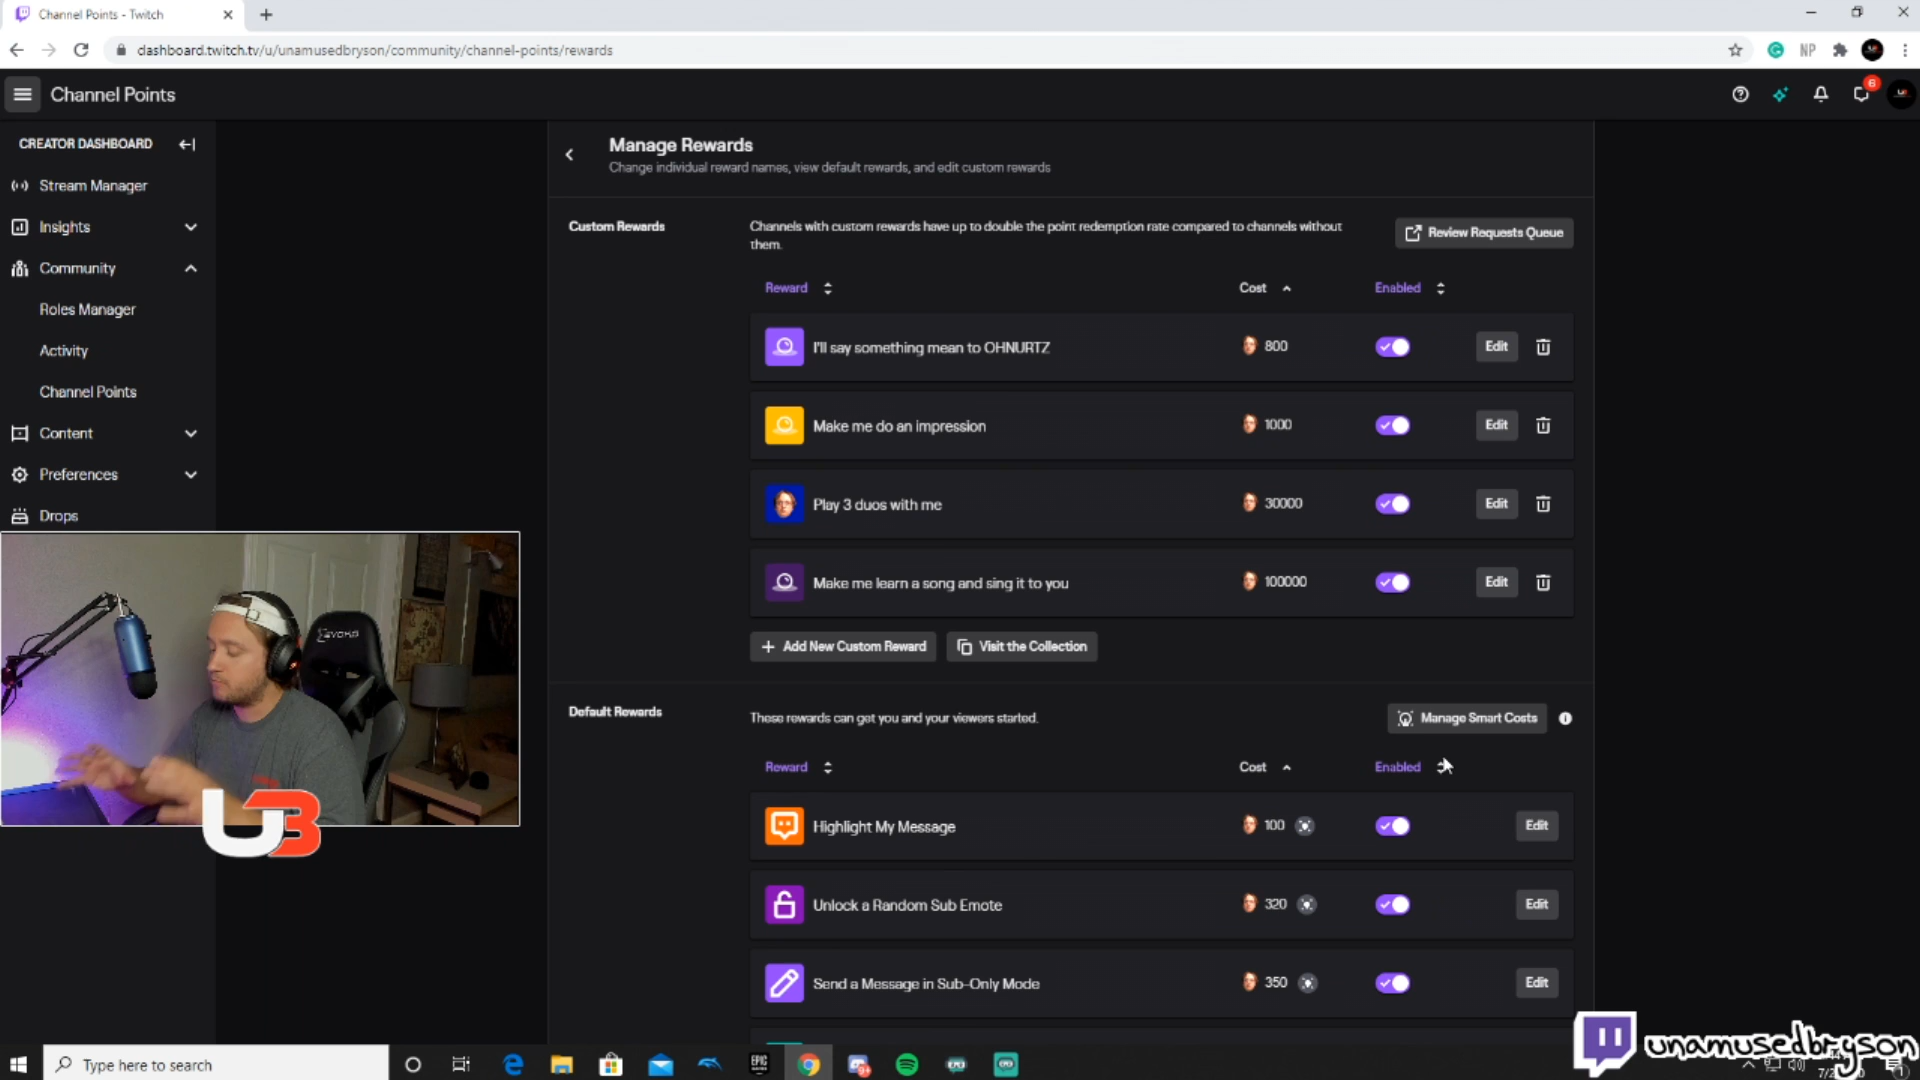 Channel Points - Twitch
dashboard.twitch.tv/u/unamusedbryson/community/channel-points/rewards
NP
Channel Points
6
CREATOR DASHBOARD
Stream Manager
Insights
Community
Roles Manager
Activity
Channel Points
Content
Preferences
Drops
Manage Rewards
Change individual reward names, view default rewards, and edit custom rewards
Custom Rewards
Channels with custom rewards have up to double the point redemption rate compared to channels without
them.
Review Requests Queue
Reward Cost Enabled
I'll say something mean to OHNURTZ 800 Edit
Make me do an impression 1000 Edit
Play 3 duos with me 30000 Edit
Make me learn a song and sing it to you 100000 Edit
+ Add New Custom Reward Visit the Collection
Default Rewards
These rewards can get you and your viewers started.
Manage Smart Costs
Reward Cost Enabled
Highlight My Message 100 Edit
Unlock a Random Sub Emote 320 Edit
Send a Message in Sub-Only Mode 350 Edit
U3
unamusedbryson
Type here to search
EPIC